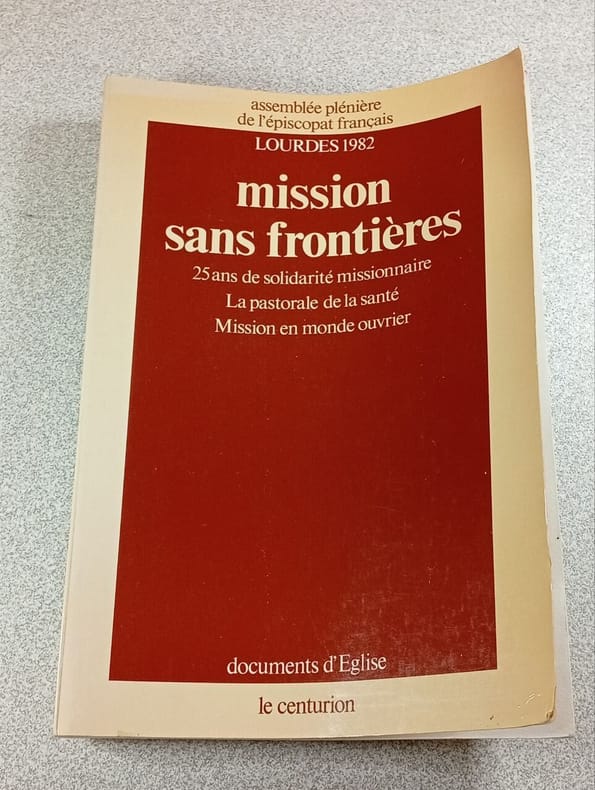 assemblée plénière
de l'épiscopat français
LOURDES 1982
mission
sans frontières
25 ans de solidarité missionnaire
La pastorale de la santé
Mission en monde ouvrier
documents d'Eglise
le centurion